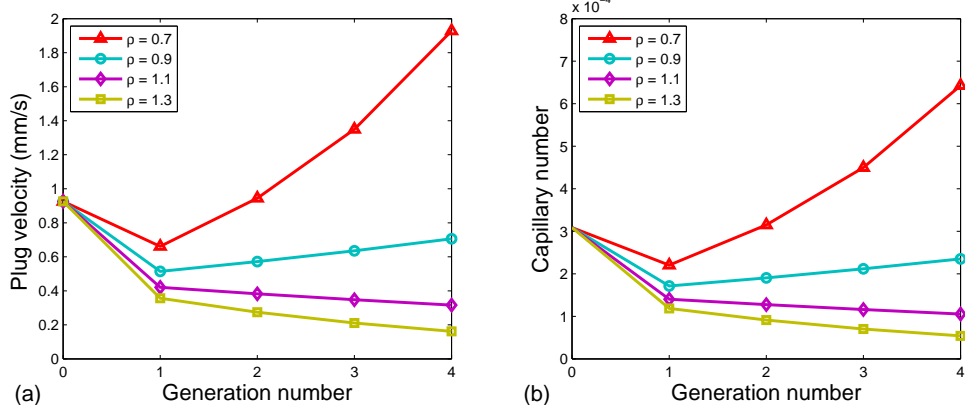 2
1.8
1.6
1.4
1.2
1
0.8
0.6
0.4
0.2
0
Plug velocity (mm/s)
ρ = 0.7
ρ = 0.9
ρ = 1.1
ρ = 1.3
0 1 2 3 4
Generation number
(a)
x 10⁻⁴
8
7
6
5
4
3
2
1
0
Capillary number
ρ = 0.7
ρ = 0.9
ρ = 1.1
ρ = 1.3
0 1 2 3 4
Generation number
(b)